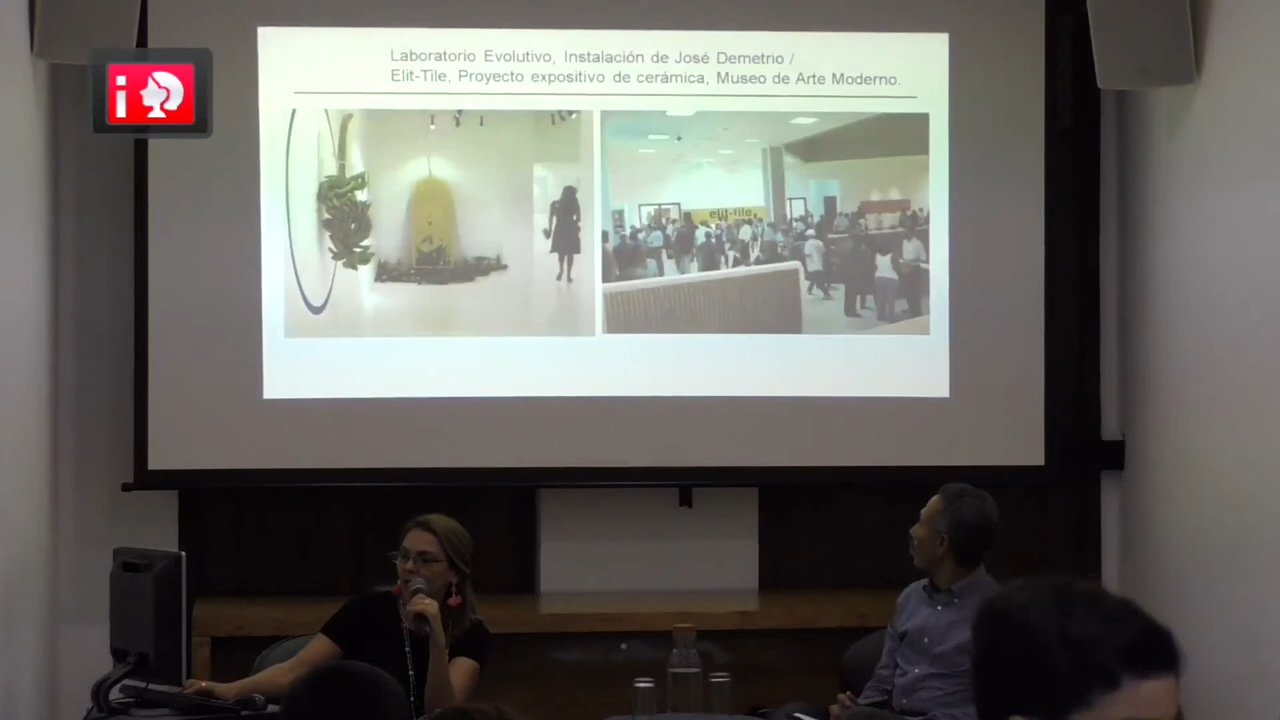 Laboratorio Evolutivo, Instalación de José Demetrio /
Elit-Tile, Proyecto expositivo de cerámica, Museo de Arte Moderno.
elit-tile
i